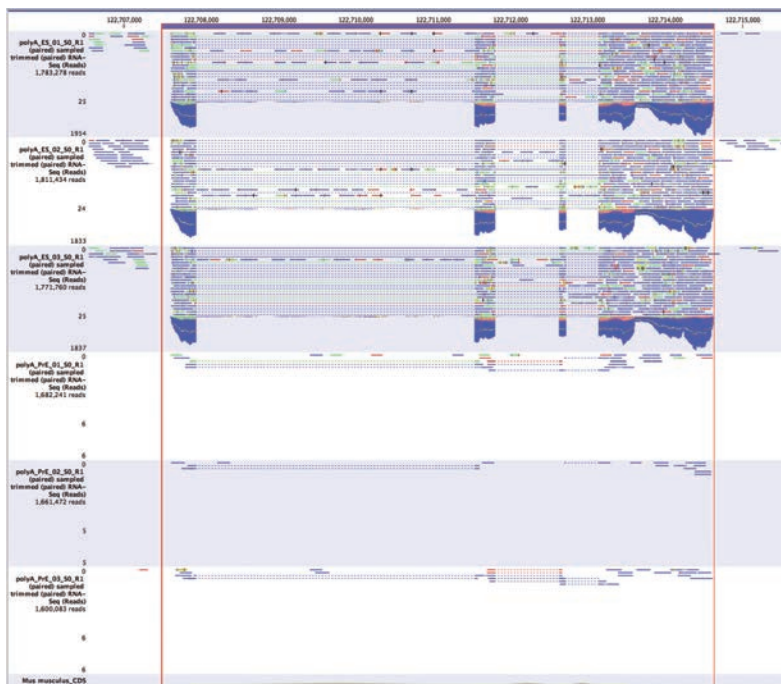 122,707,000 122,708,000 122,709,000 122,710,000 122,711,000 122,712,000 122,713,000 122,714,000 122,715,000
0
polyA_ES_01_S0_R1
(paired) sampled
trimmed (paired) RNA-
Seq (Reads)
1,783,278 reads
23
1954
0
polyA_ES_02_S0_R1
(paired) sampled
trimmed (paired) RNA-
Seq (Reads)
1,811,454 reads
24
1833
0
polyA_ES_03_S0_R1
(paired) sampled
trimmed (paired) RNA-
Seq (Reads)
1,771,760 reads
25
1837
0
polyA_PrE_01_S0_R1
(paired) sampled
trimmed (paired) RNA-
Seq (Reads)
1,682,241 reads
6
6
0
polyA_PrE_02_S0_R1
(paired) sampled
trimmed (paired) RNA-
Seq (Reads)
1,661,472 reads
5
5
0
polyA_PrE_03_S0_R1
(paired) sampled
trimmed (paired) RNA-
Seq (Reads)
1,600,083 reads
6
6
Mus musculus_CDS